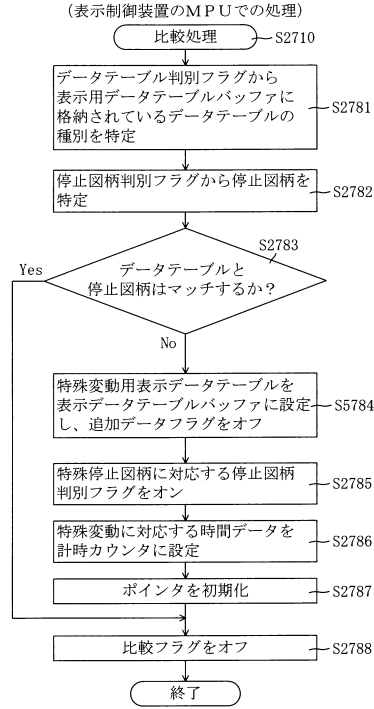 (表示制御装置のMPUでの処理)
比較処理
S2710
データテーブル判別フラグから
表示用データテーブルバッファに
格納されているデータテーブルの
種別を特定
S2781
停止図柄判別フラグから停止図柄を
特定
S2782
S2783
Yes
データテーブルと
停止図柄はマッチするか？
No
特殊変動用表示データテーブルを
表示データテーブルバッファに設定
し、追加データフラグをオフ
S5784
特殊停止図柄に対応する停止図柄
判別フラグをオン
S2785
特殊変動に対応する時間データを
計時カウンタに設定
S2786
ポインタを初期化
S2787
比較フラグをオフ
S2788
終了